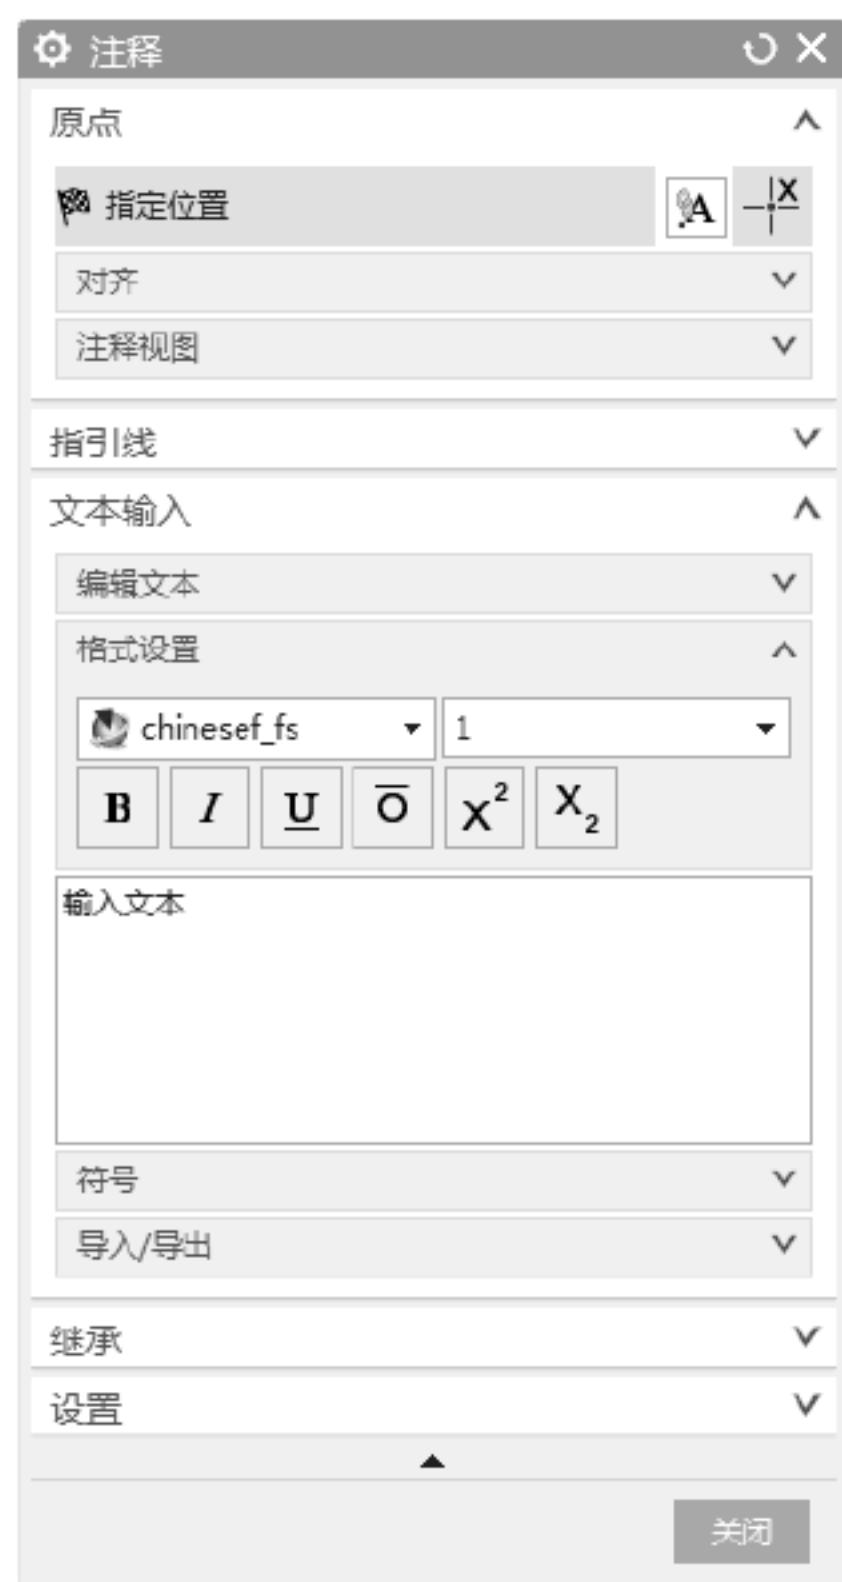 注释
原点
指定位置
A X
对齐
注释视图
指引线
文本输入
编辑文本
格式设置
chinesef_fs 1
B I U O X² X₂
输入文本
符号
导入/导出
继承
设置
关闭